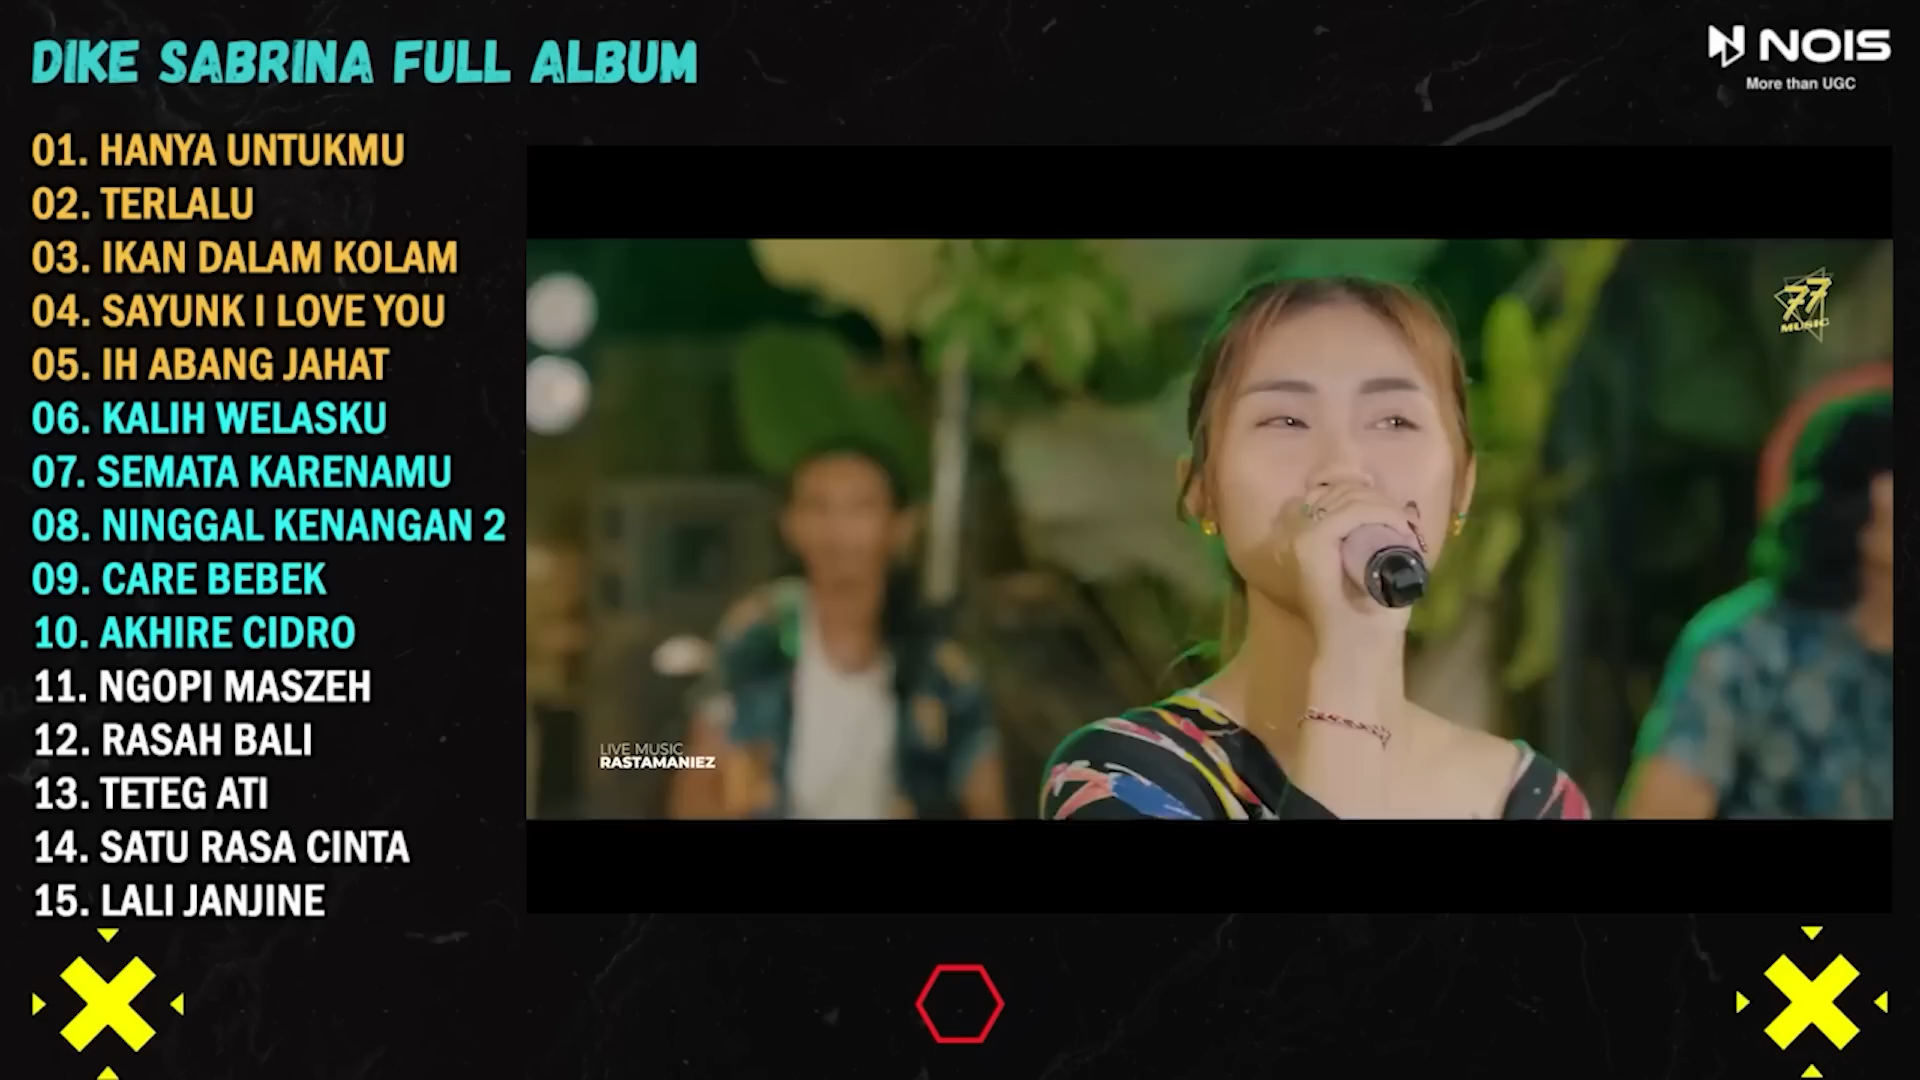 DIKE SABRINA FULL ALBUM
NOIS
More than UGC
01. HANYA UNTUKMU
02. TERLALU
03. IKAN DALAM KOLAM
04. SAYUNK I LOVE YOU
05. IH ABANG JAHAT
06. KALIH WELASKU
07. SEMATA KARENAMU
08. NINGGAL KENANGAN 2
09. CARE BEBEK
10. AKHIRE CIDRO
11. NGOPI MASZEH
12. RASAH BALI
13. TETEG ATI
14. SATU RASA CINTA
15. LALI JANJINE
77
MUSIC
LIVE MUSIC
RASTAMANIEZ